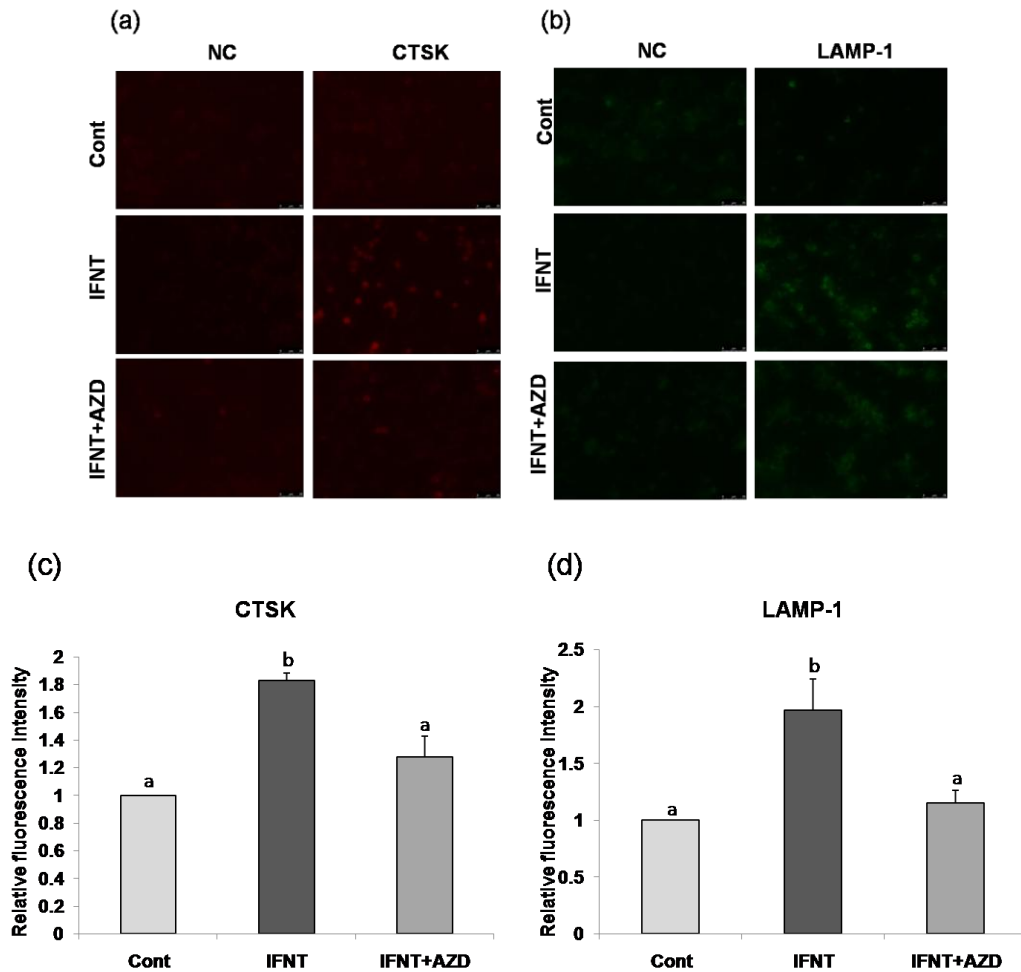 (a)
NC CTSK
Cont
IFNT
IFNT+AZD
(b)
NC LAMP-1
Cont
IFNT
IFNT+AZD
(c)
CTSK
Relative fluorescence Intensity
2
1.8
1.6
1.4
1.2
1
0.8
0.6
0.4
0.2
0
a
b
a
Cont IFNT IFNT+AZD
(d)
LAMP-1
Relative fluorescence intensity
2.5
2
1.5
1
0.5
0
a
b
a
Cont IFNT IFNT+AZD